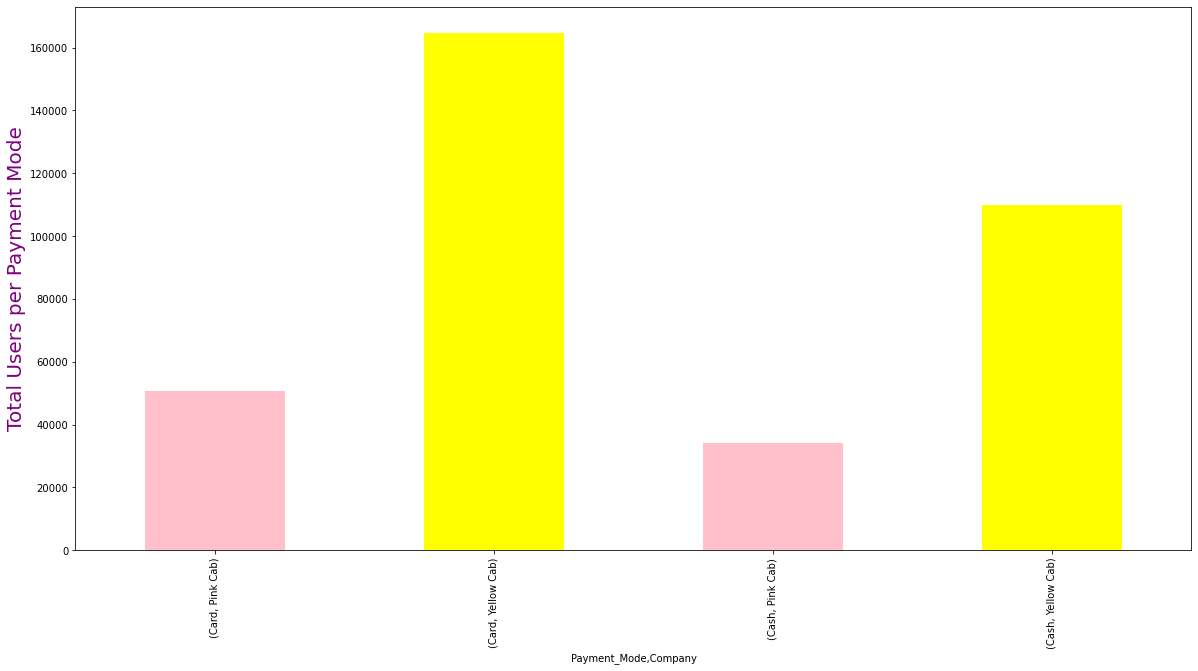 Total Users per Payment Mode
160000
140000
120000
100000
80000
60000
40000
20000
0
(Card, Pink Cab)
(Card, Yellow Cab)
(Cash, Pink Cab)
(Cash, Yellow Cab)
Payment_Mode,Company